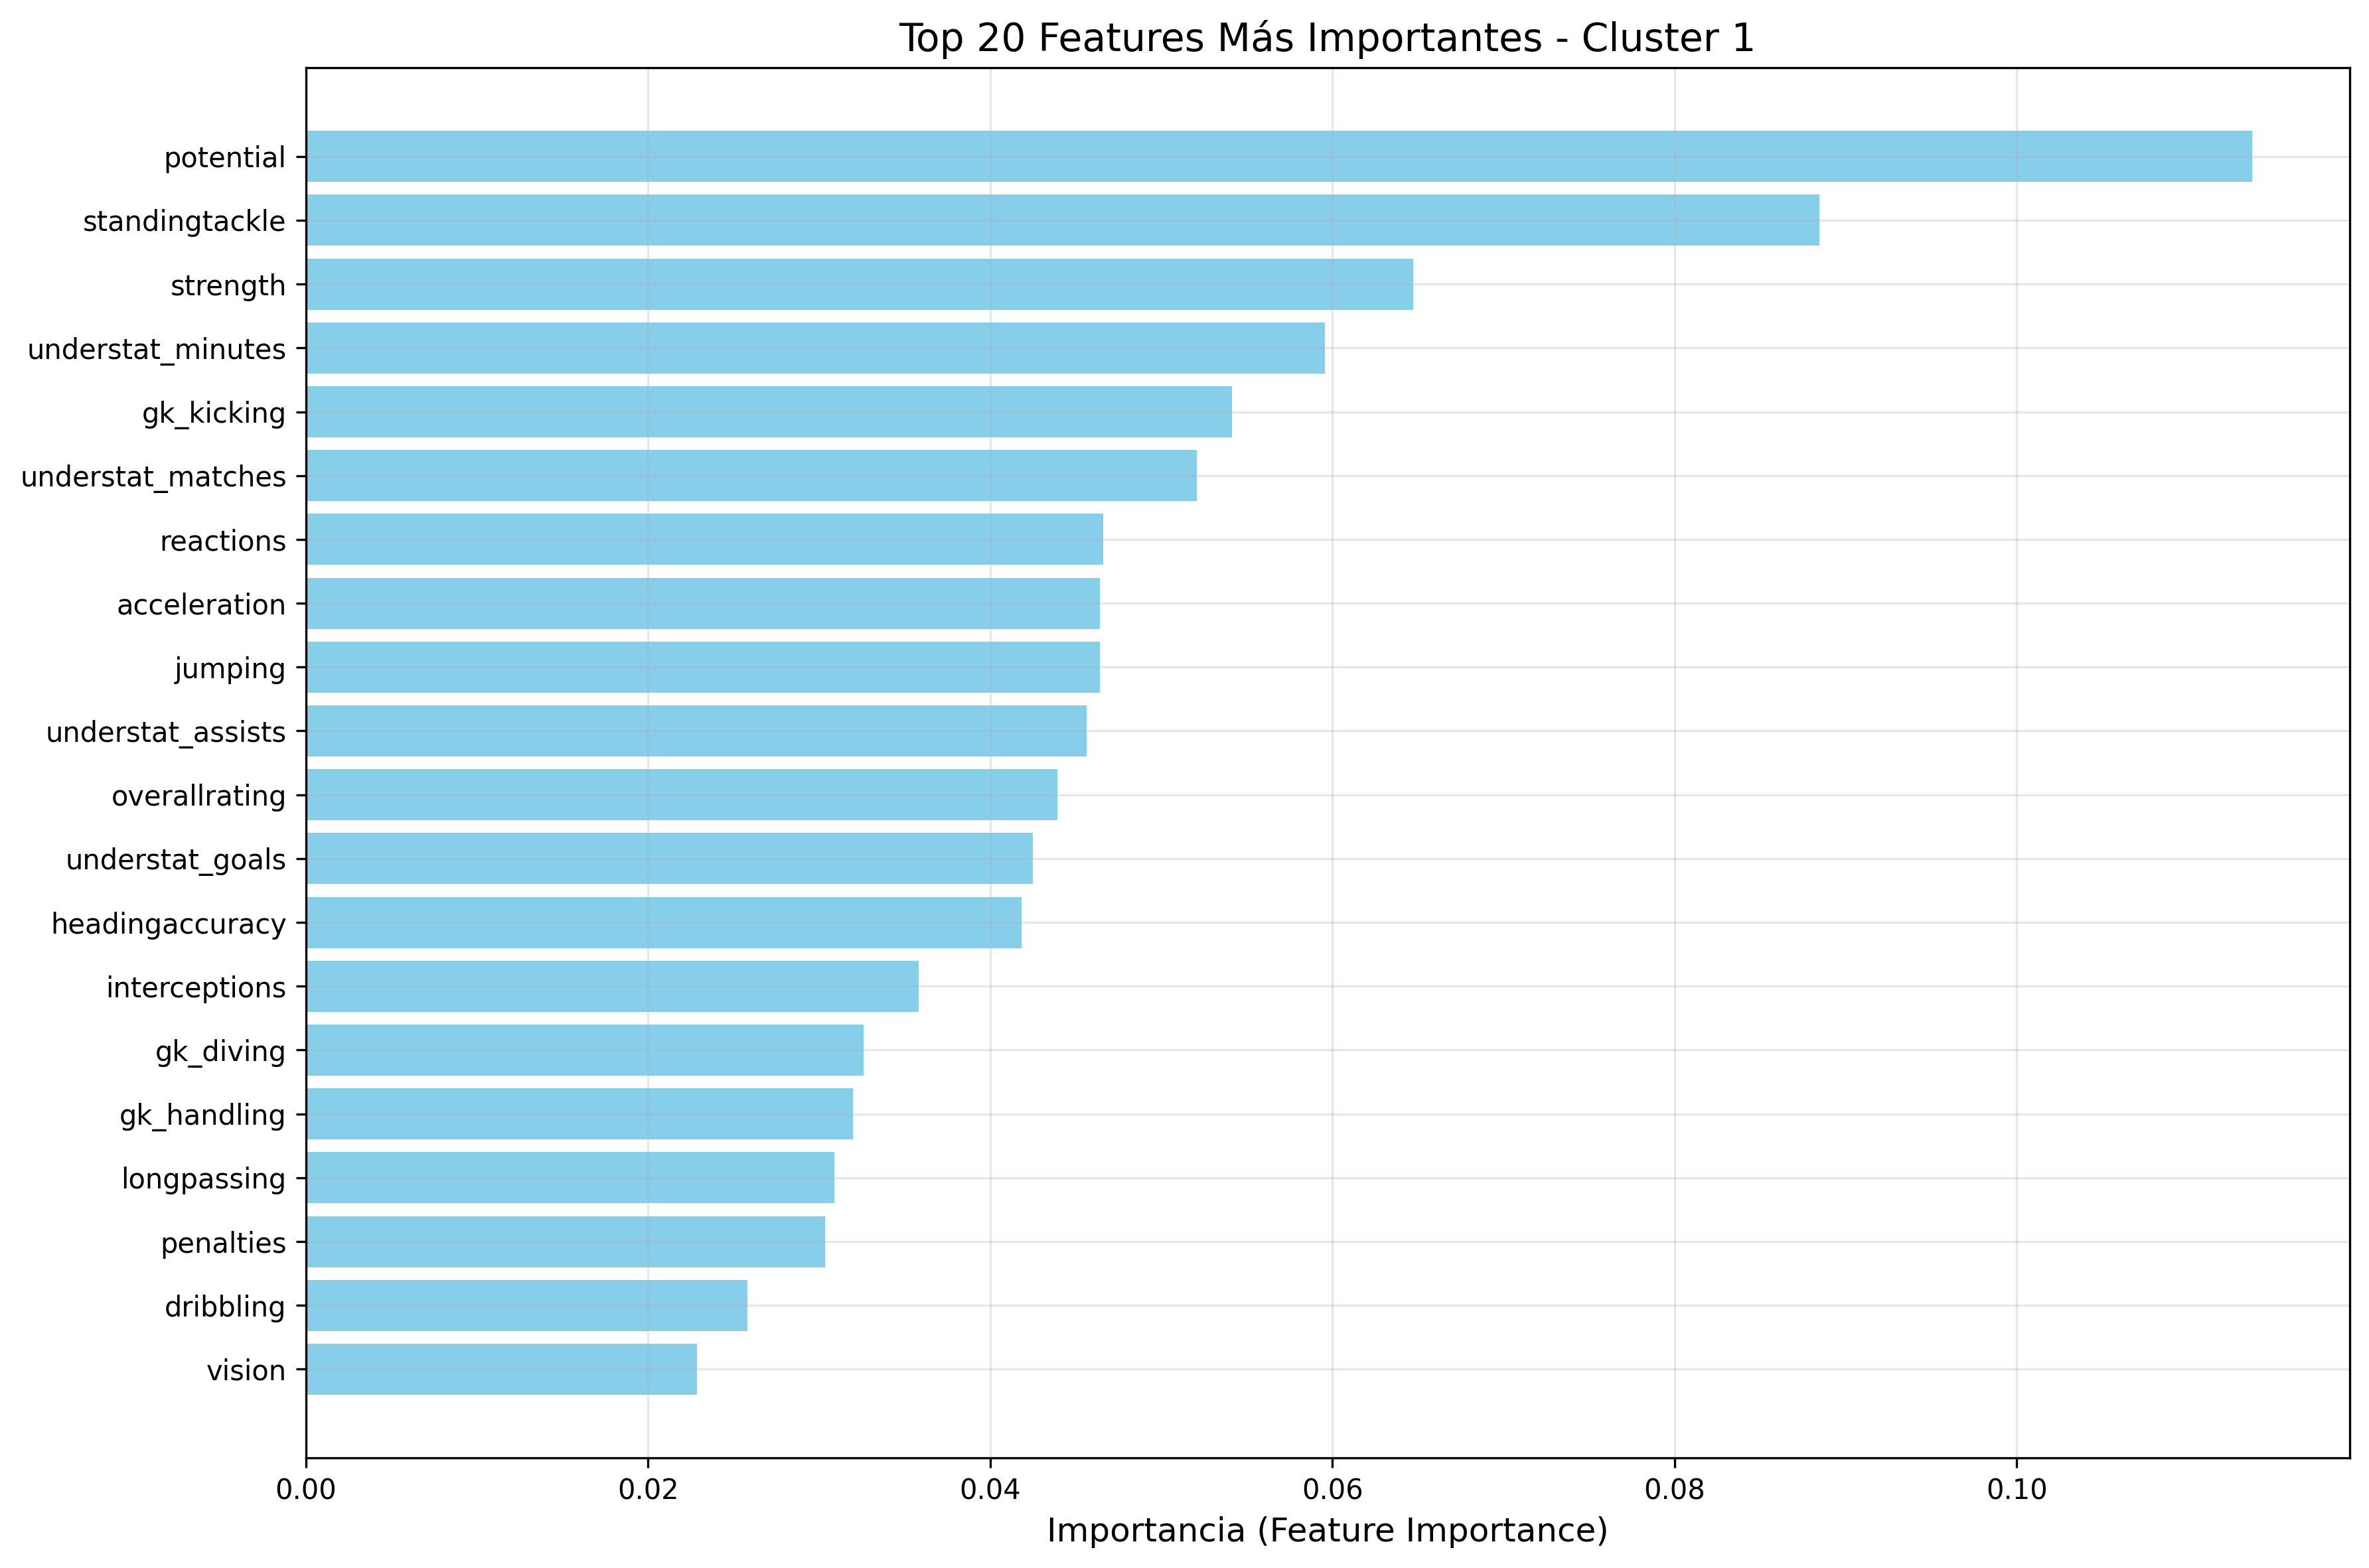 Top 20 Features Más Importantes - Cluster 1
potential
standingtackle
strength
understat_minutes
gk_kicking
understat_matches
reactions
acceleration
jumping
understat_assists
overallrating
understat_goals
headingaccuracy
interceptions
gk_diving
gk_handling
longpassing
penalties
dribbling
vision
0.00 0.02 0.04 0.06 0.08 0.10
Importancia (Feature Importance)